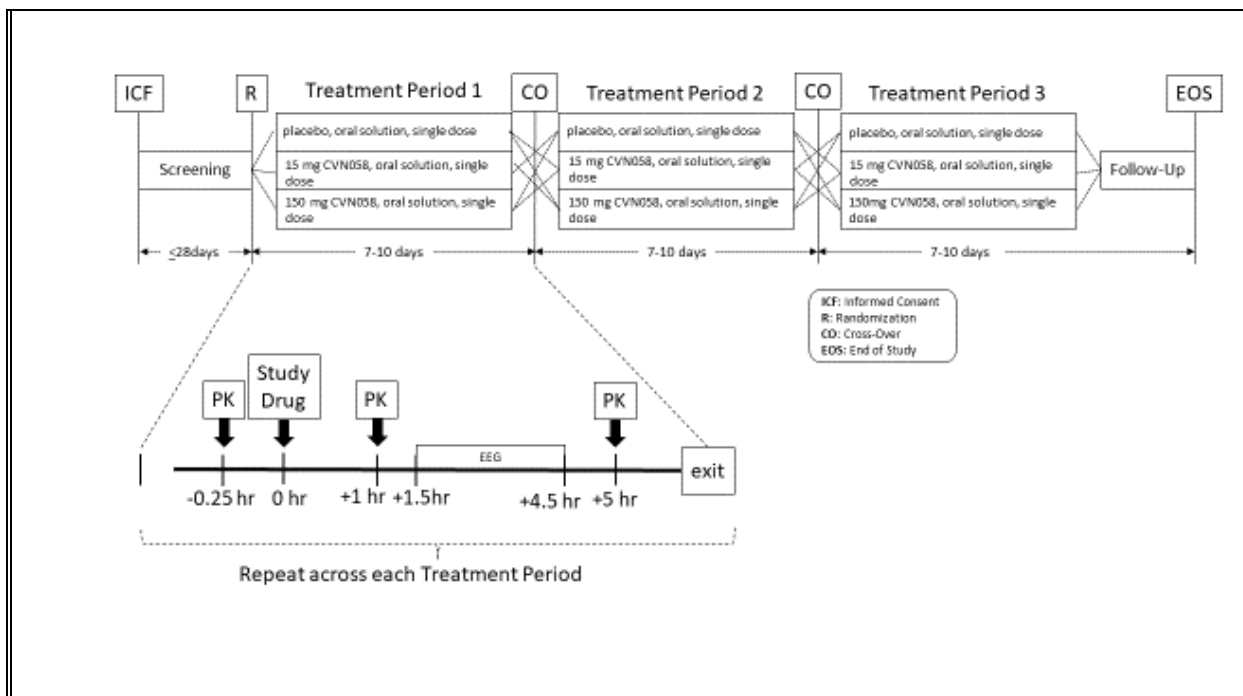 ICF
R
Treatment Period 1
CO
Treatment Period 2
CO
Treatment Period 3
EOS
Screening
placebo, oral solution, single dose
15 mg CVN058, oral solution, single
dose
150 mg CVN058, oral solution, single
dose
placebo, oral solution, single dose
15 mg CVN058, oral solution, single
dose
150 mg CVN058, oral solution, single
dose
placebo, oral solution, single dose
15 mg CVN058, oral solution, single
dose
150mg CVN058, oral solution, single
dose
Follow-Up
≤28days
7-10 days
7-10 days
7-10 days
ICF: Informed Consent
R: Randomization
CO: Cross-Over
EOS: End of Study
PK
Study
Drug
PK
EEG
PK
exit
-0.25 hr
0 hr
+1 hr
+1.5hr
+4.5 hr
+5 hr
Repeat across each Treatment Period